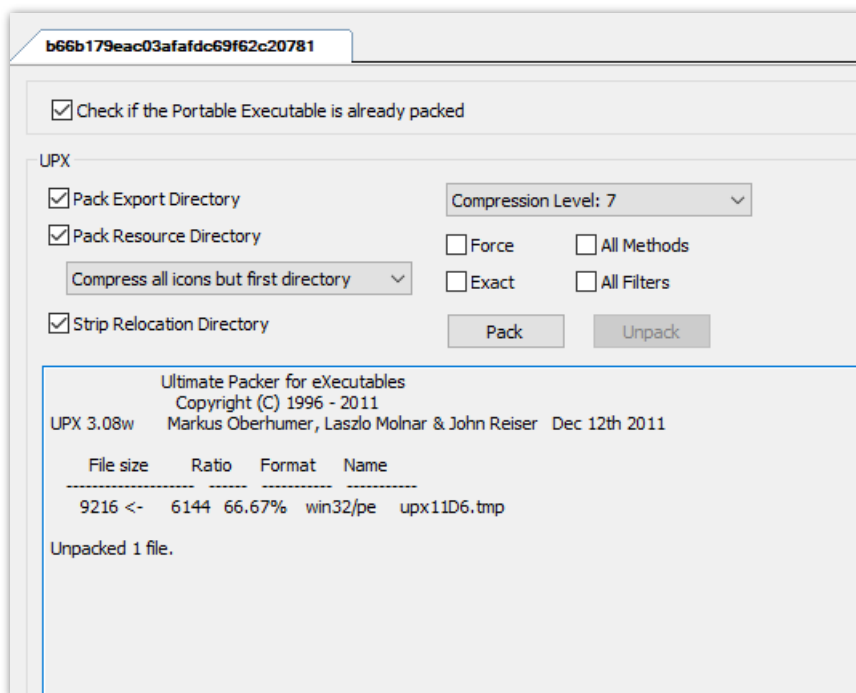 b66b179eac03afafdc69f62c20781
Check if the Portable Executable is already packed
UPX
Pack Export Directory
Compression Level: 7
Pack Resource Directory
Force
All Methods
Compress all icons but first directory
Exact
All Filters
Strip Relocation Directory
Pack
Unpack
Ultimate Packer for eXecutables
Copyright (C) 1996 - 2011
UPX 3.08w Markus Oberhumer, Laszlo Molnar & John Reiser Dec 12th 2011
File size Ratio Format Name
-------------------- ------ ----------- -----------
9216 <- 6144 66.67% win32/pe upx11D6.tmp
Unpacked 1 file.